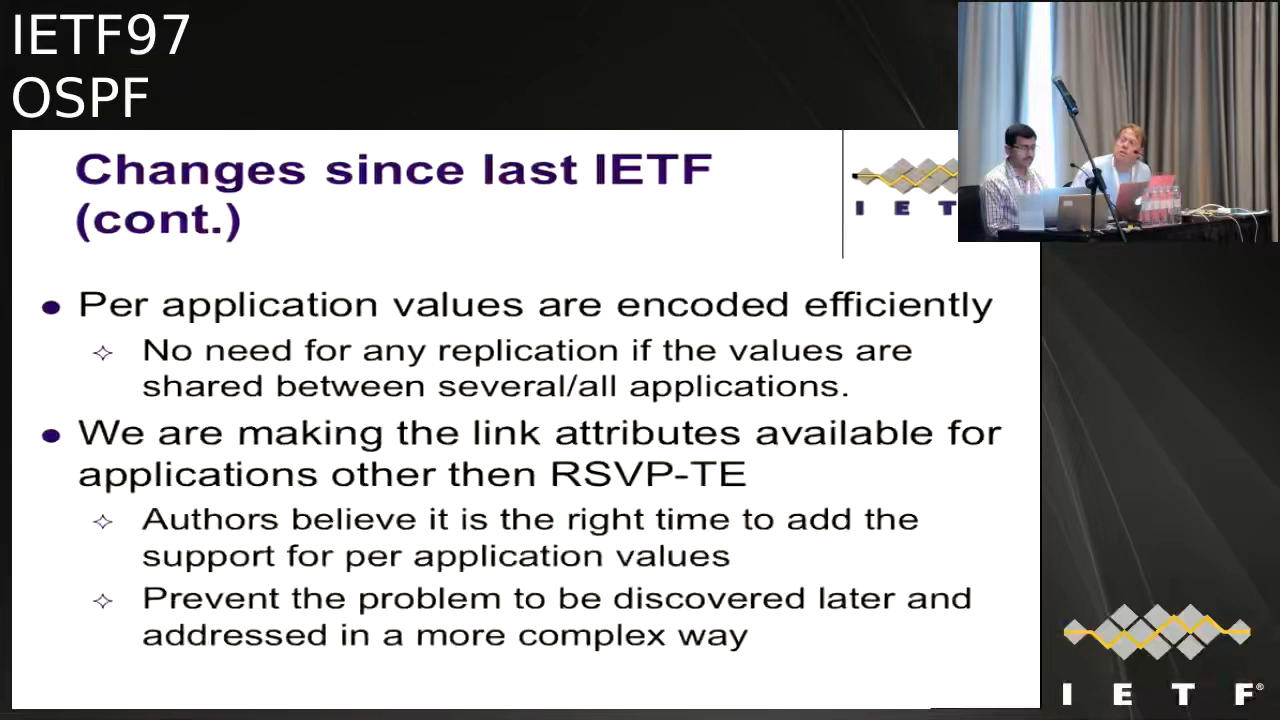 IETF97
OSPF
Changes since last IETF
(cont.)
I E T
Per application values are encoded efficiently
No need for any replication if the values are
shared between several/all applications.
We are making the link attributes available for
applications other then RSVP-TE
Authors believe it is the right time to add the
support for per application values
Prevent the problem to be discovered later and
addressed in a more complex way
I E T F®